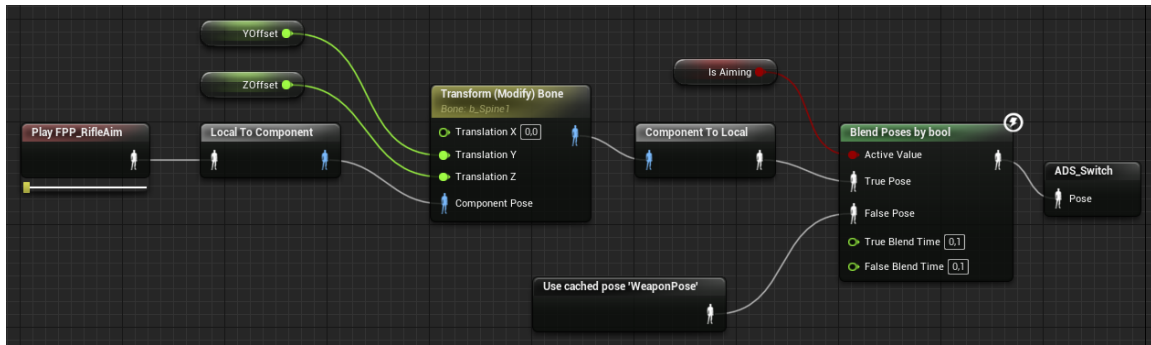 YOffset
ZOffset
Is Aiming
Play FPP_RifleAim
Local To Component
Transform (Modify) Bone
Bone: b_Spine1
Translation X 0,0
Translation Y
Translation Z
Component Pose
Component To Local
Blend Poses by bool
Active Value
True Pose
False Pose
True Blend Time 0,1
False Blend Time 0,1
ADS_Switch
Pose
Use cached pose 'WeaponPose'